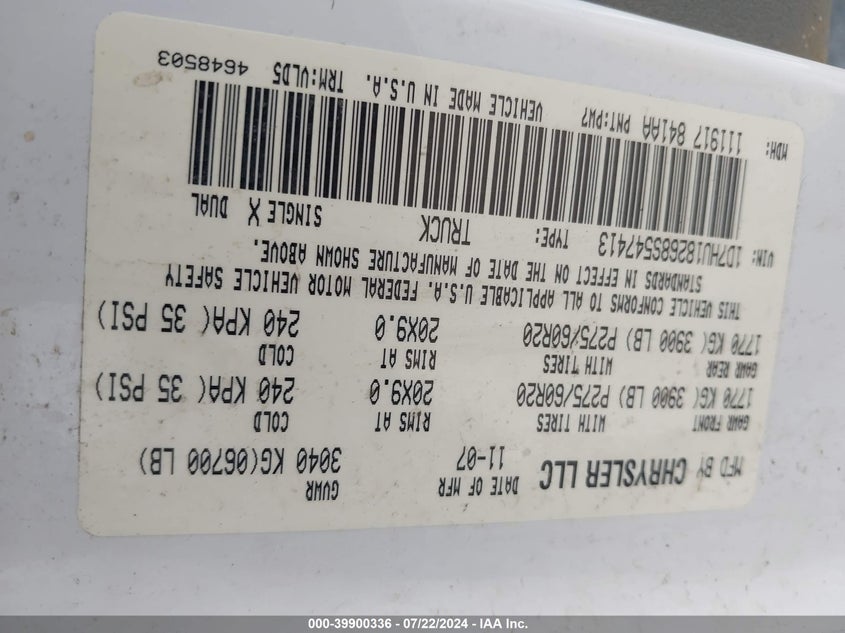 MFD BY CHRYSLER LLC DATE OF MFR 11-07 GVWR 3040 KG(06700 LB)
GAWR FRONT WITH TIRES RIMS AT COLD
1770 KG( 3900 LB) P275/60R20 20X9.0 240 KPA( 35 PSI)
GAWR REAR WITH TIRES RIMS AT COLD
1770 KG( 3900 LB) P275/60R20 20X9.0 240 KPA( 35 PSI)
THIS VEHICLE CONFORMS TO ALL APPLICABLE U.S.A. FEDERAL MOTOR VEHICLE SAFETY
STANDARDS IN EFFECT ON THE DATE OF MANUFACTURE SHOWN ABOVE.
VIN: 1D7HU18268S547413 TYPE: TRUCK SINGLE X DUAL
MDH: 111917 841AA PNT:PW7 VEHICLE MADE IN U.S.A. TRM:VLD5 4648503
000-39900336 - 07/22/2024 - IAA Inc.